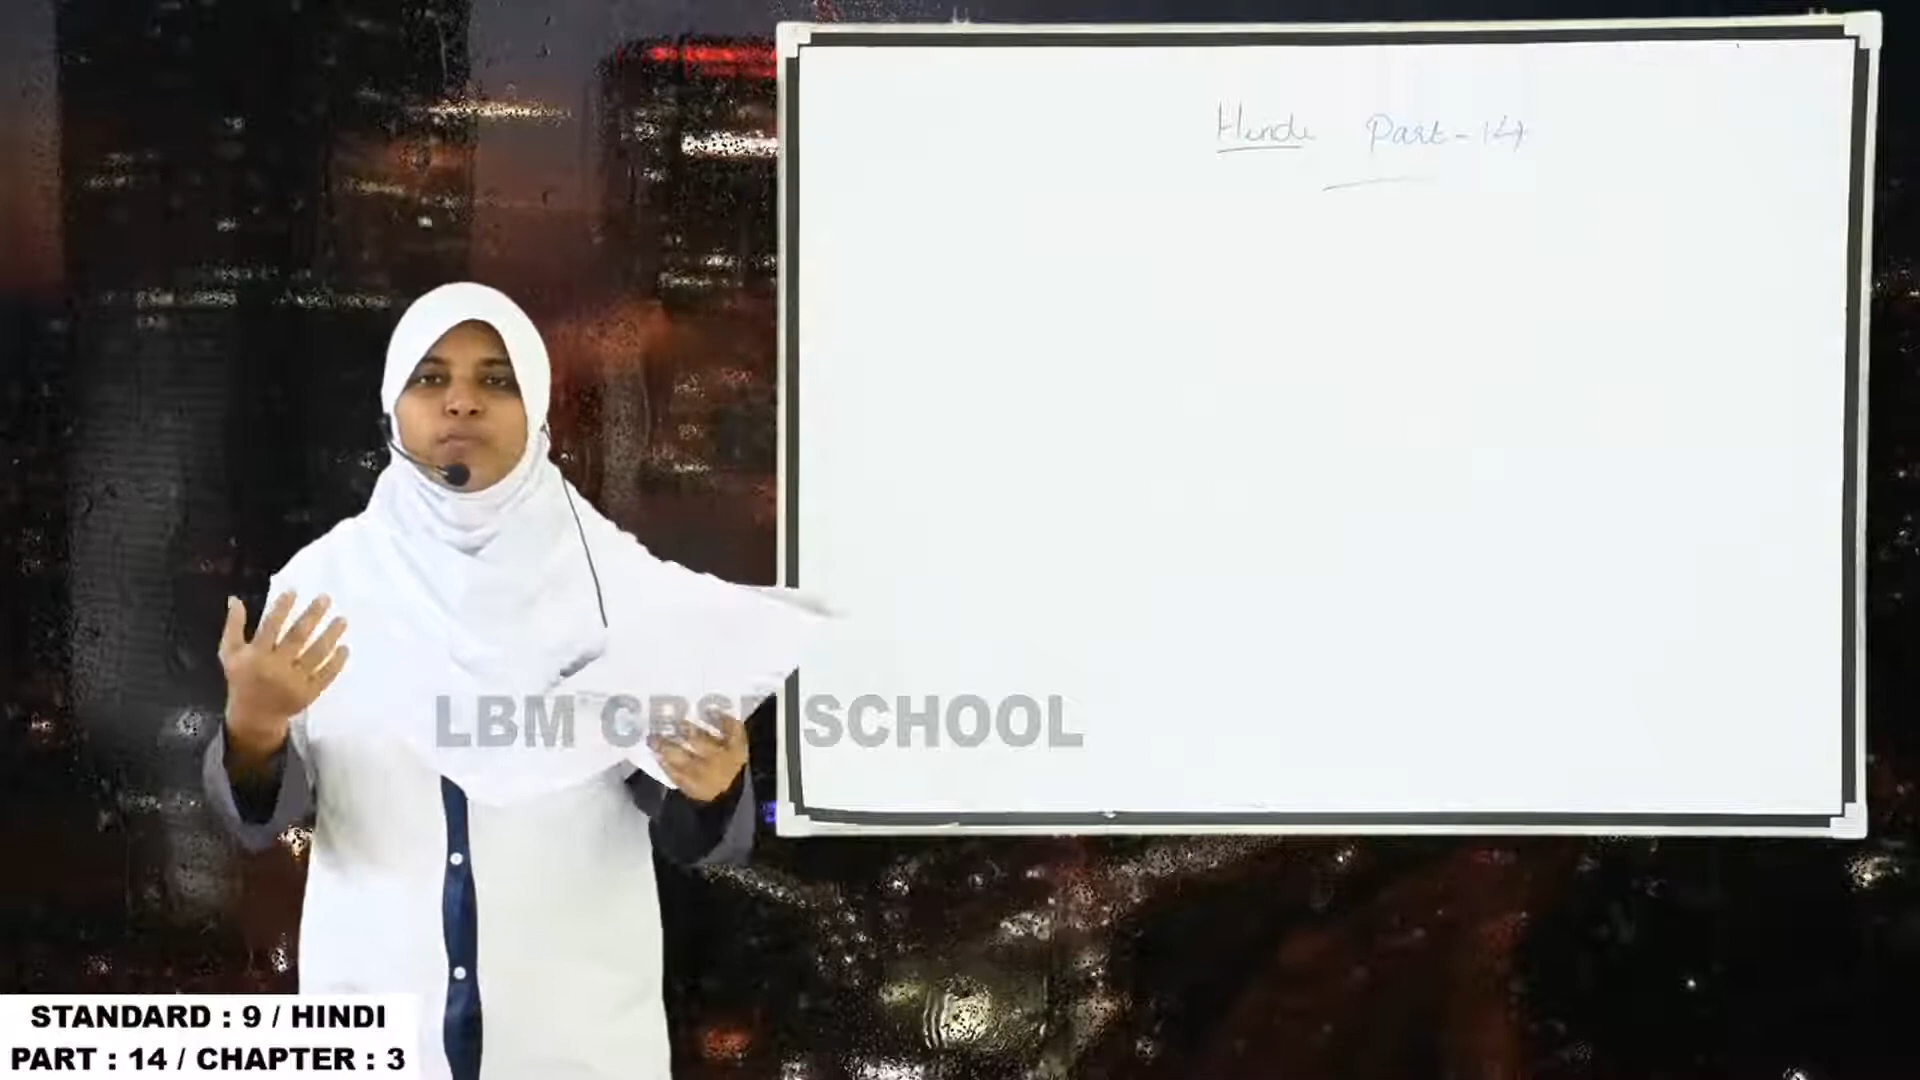 Hindi Part-14
LBM CBSE SCHOOL
STANDARD : 9 / HINDI
PART : 14 / CHAPTER : 3